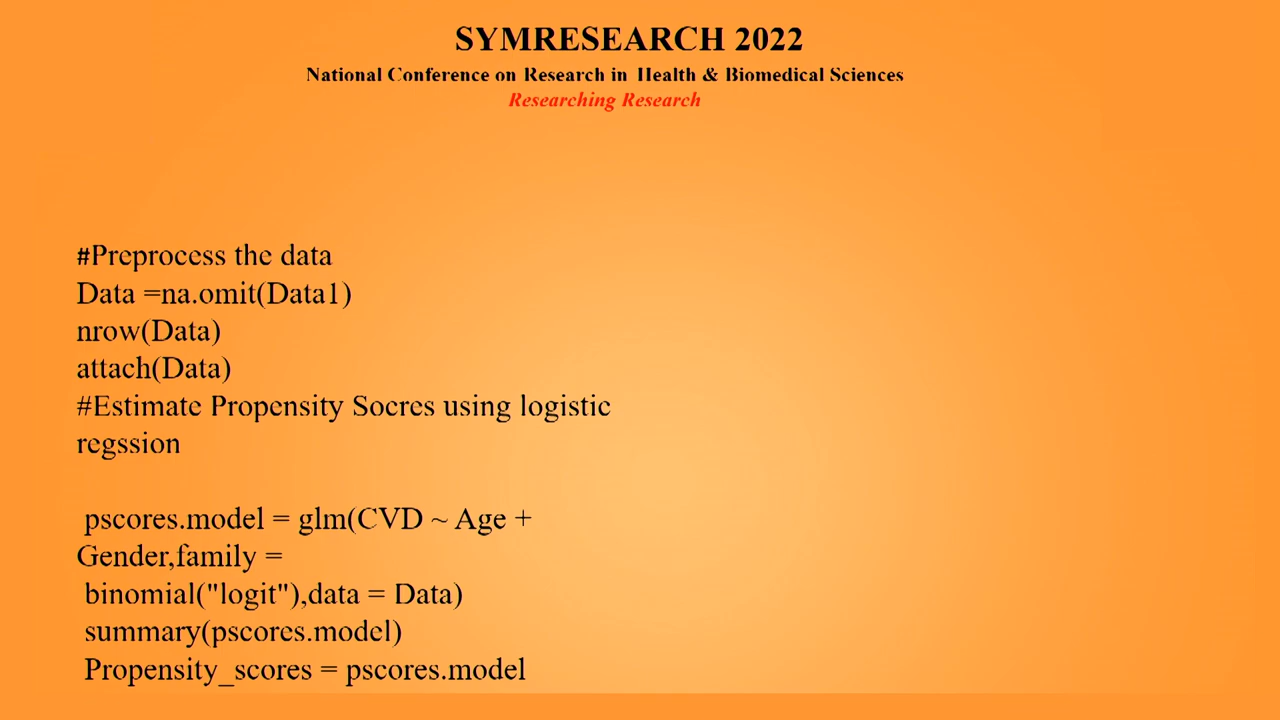 SYMRESEARCH 2022
National Conference on Research in Health & Biomedical Sciences
Researching Research
#Preprocess the data
Data =na.omit(Data1)
nrow(Data)
attach(Data)
#Estimate Propensity Socres using logistic
regssion
pscores.model = glm(CVD ~ Age +
Gender,family =
binomial("logit"),data = Data)
summary(pscores.model)
Propensity_scores = pscores.model